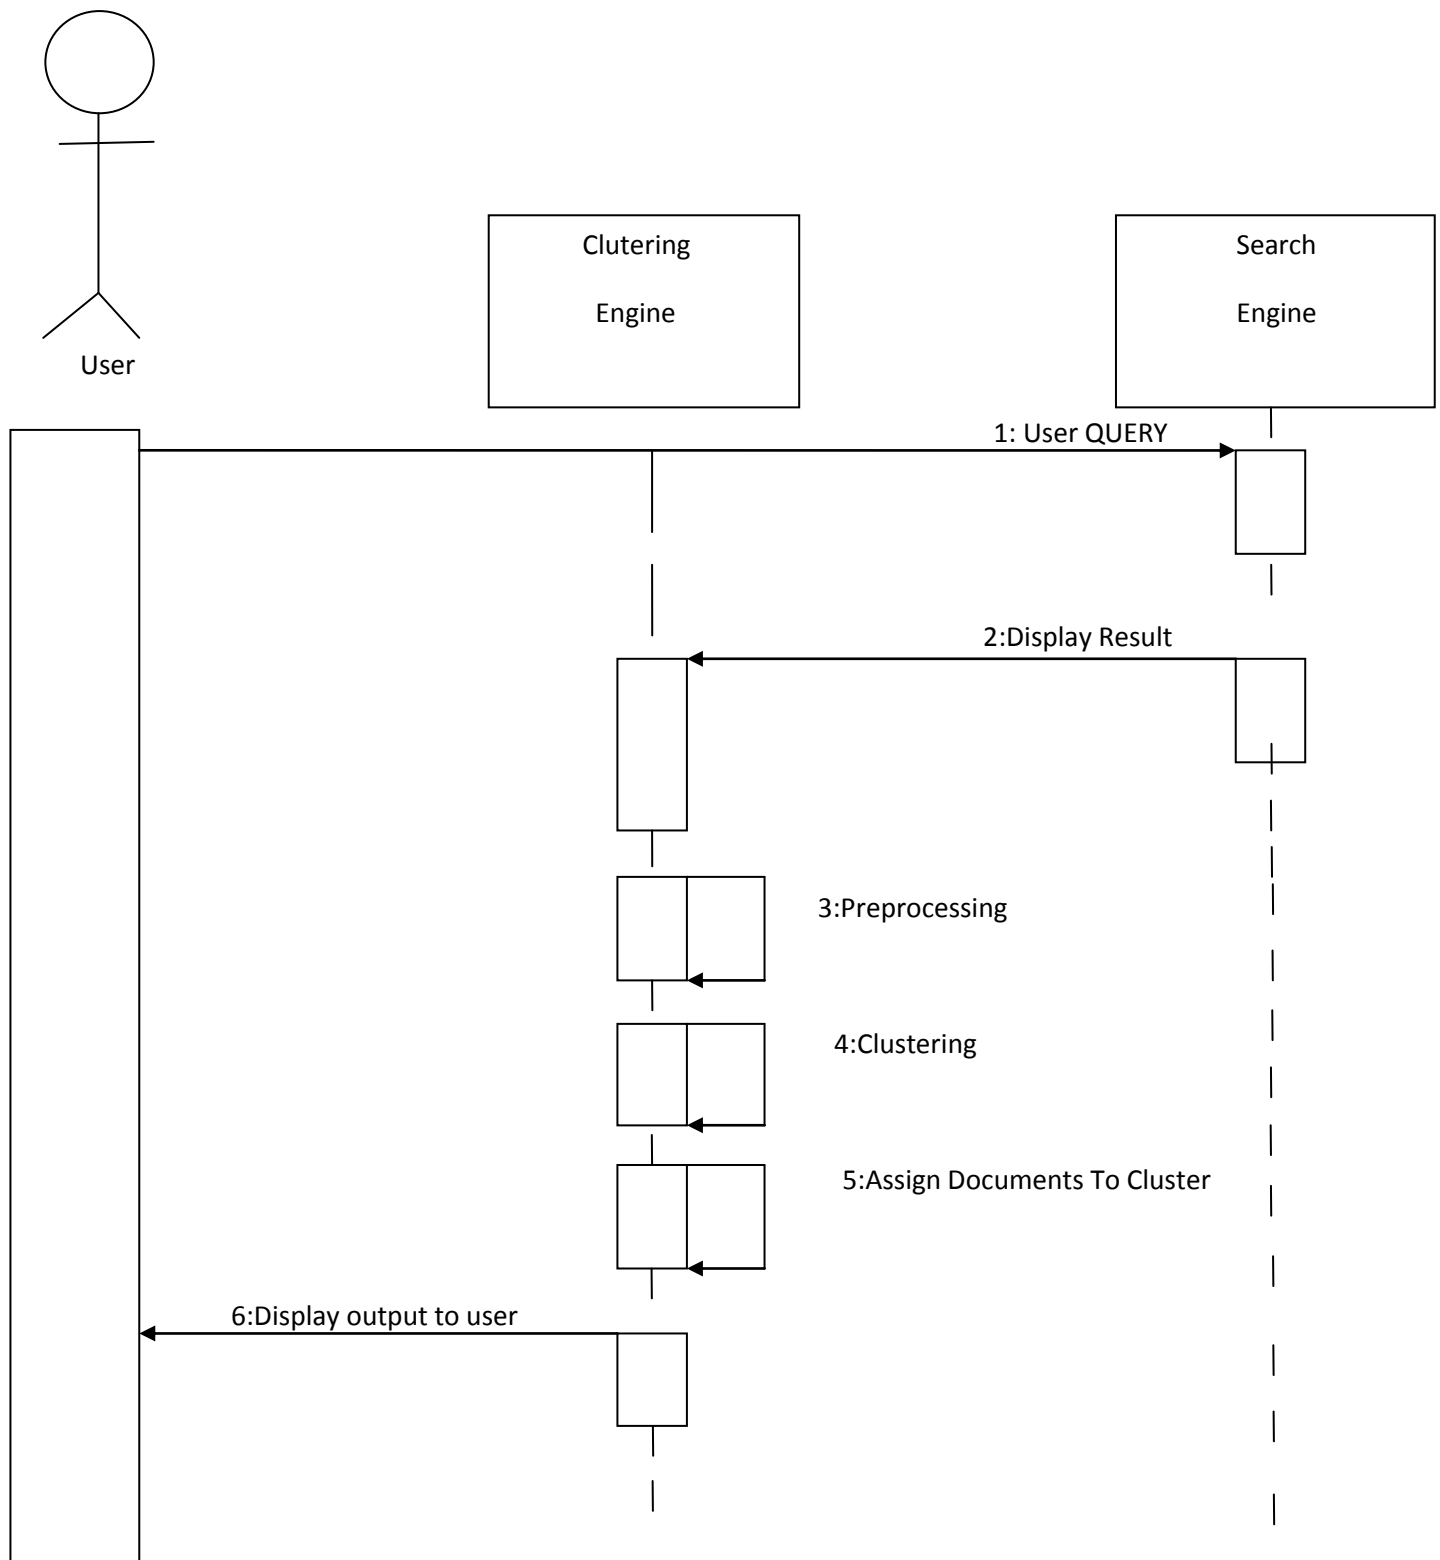 Clutering
Engine
Search
Engine
User
1: User QUERY
2:Display Result
3:Preprocessing
4:Clustering
5:Assign Documents To Cluster
6:Display output to user